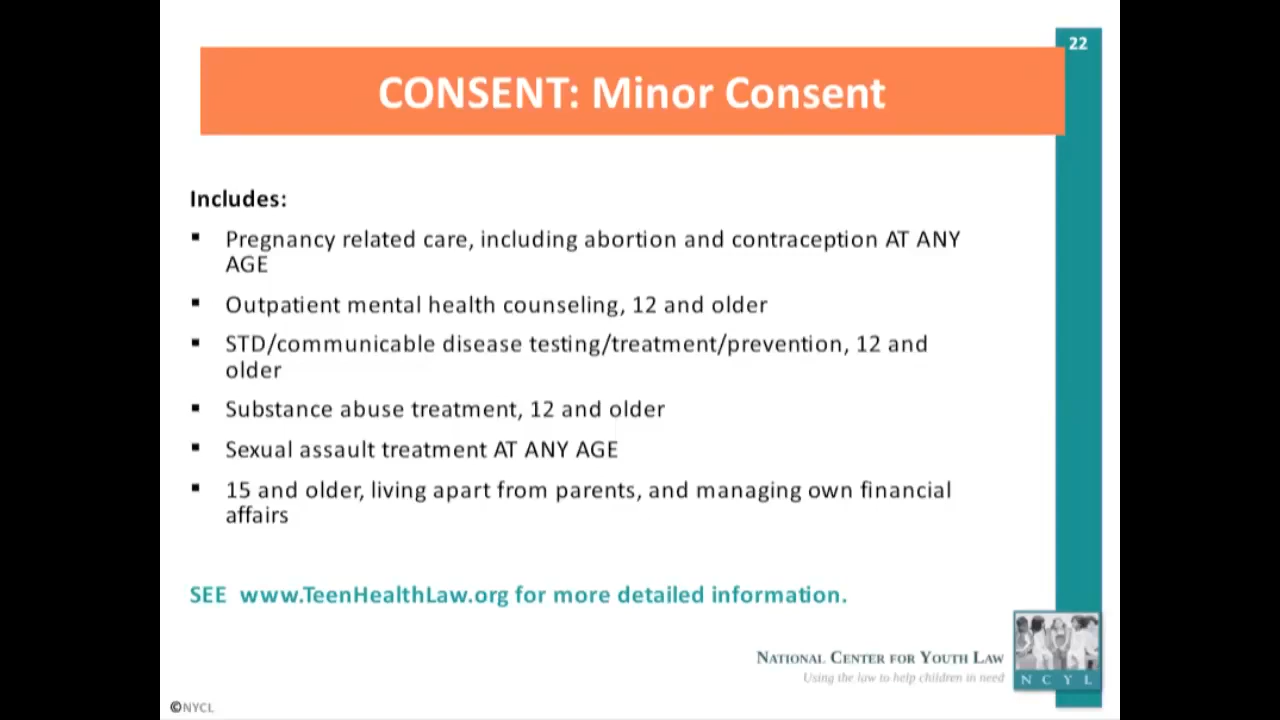 22
CONSENT: Minor Consent
Includes:
▪ Pregnancy related care, including abortion and contraception AT ANY
AGE
▪ Outpatient mental health counseling, 12 and older
▪ STD/communicable disease testing/treatment/prevention, 12 and
older
▪ Substance abuse treatment, 12 and older
▪ Sexual assault treatment AT ANY AGE
▪ 15 and older, living apart from parents, and managing own financial
affairs
SEE www.TeenHealthLaw.org for more detailed information.
NATIONAL CENTER FOR YOUTH LAW
Using the law to help children in need
NCYL
©NYCL